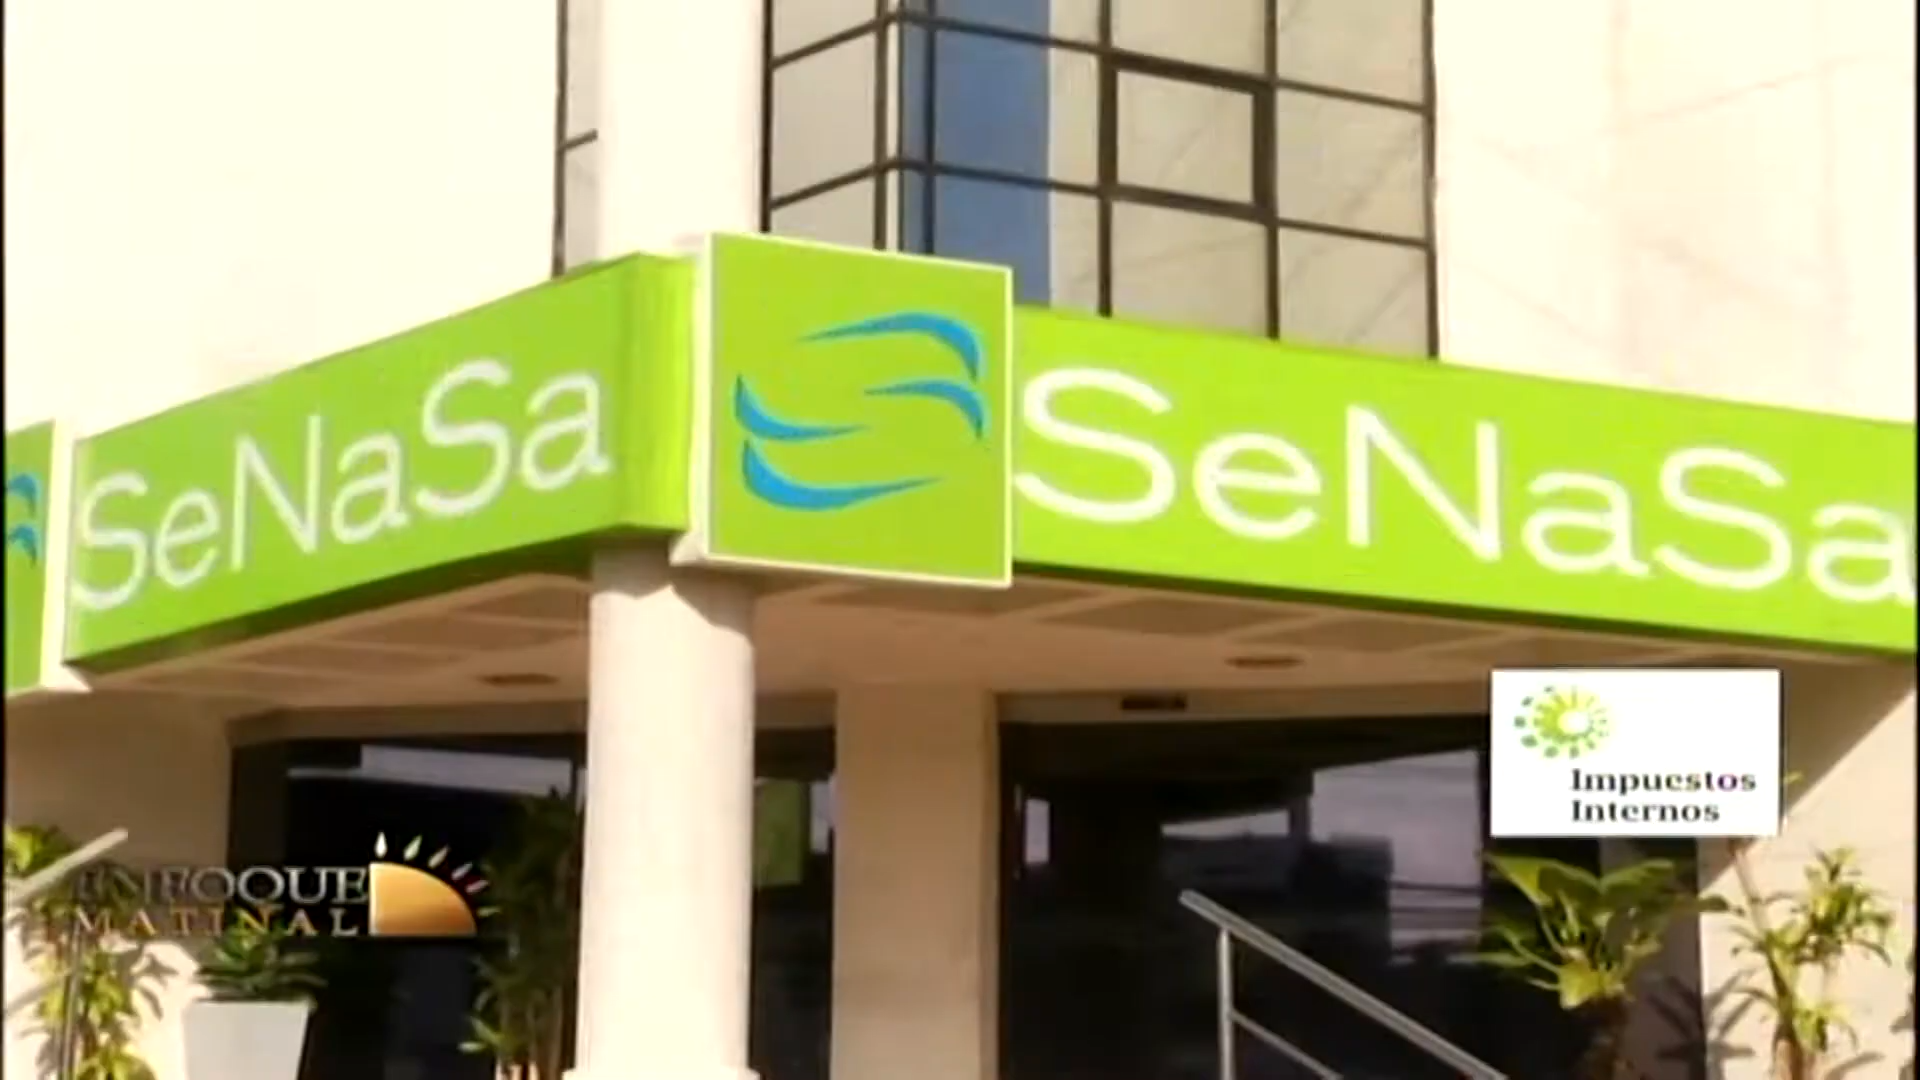 SeNaSa
SeNaSa
Impuestos
Internos
ENFOQUE
MATINAL